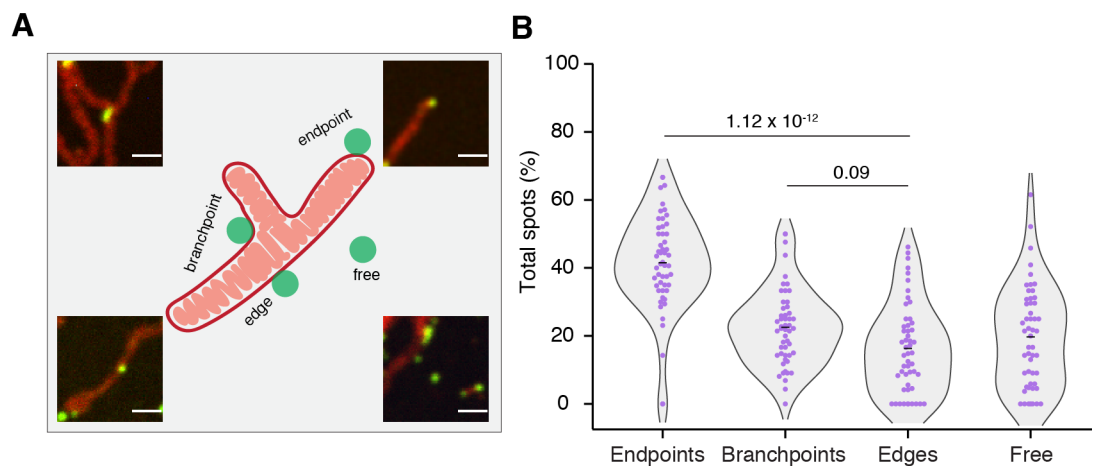 A
endpoint
branchpoint
free
edge
B
Total spots (%)
100
80
60
40
20
0
1.12 x 10-12
0.09
Endpoints Branchpoints Edges Free